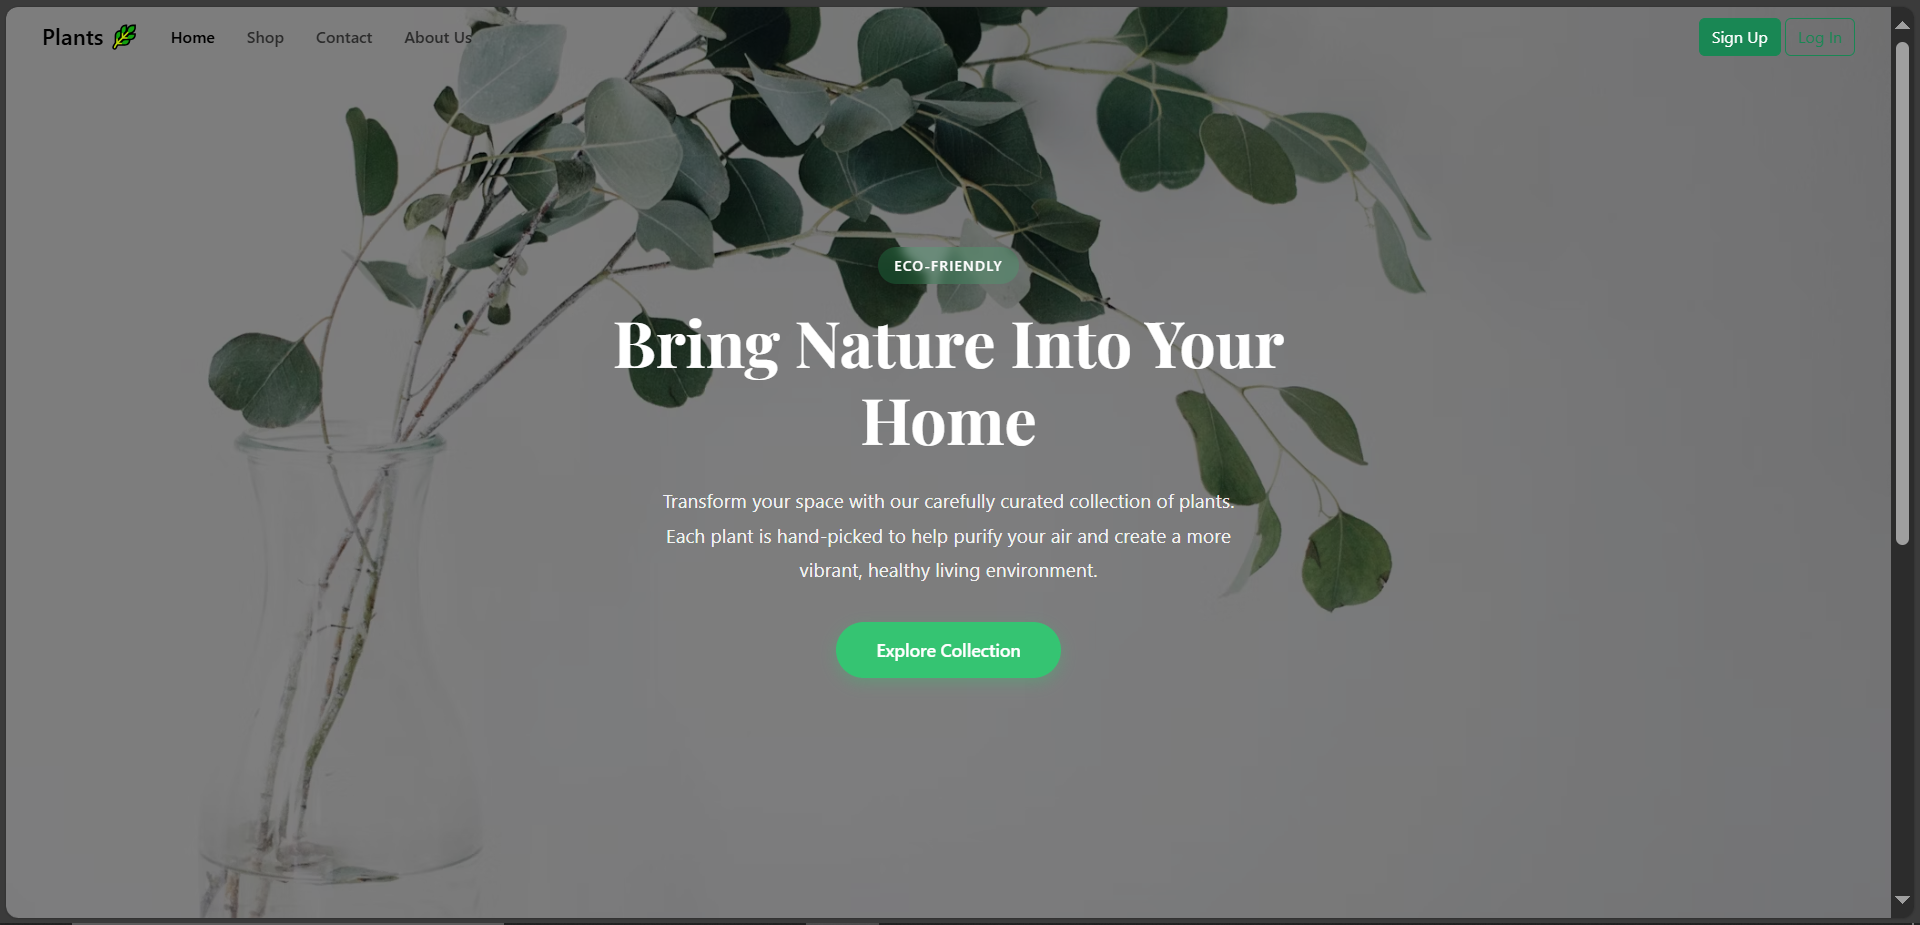 Plants
Home
Shop
Contact
About Us
Sign Up
Log In
ECO-FRIENDLY
Bring Nature Into Your
Home
Transform your space with our carefully curated collection of plants.
Each plant is hand-picked to help purify your air and create a more
vibrant, healthy living environment.
Explore Collection